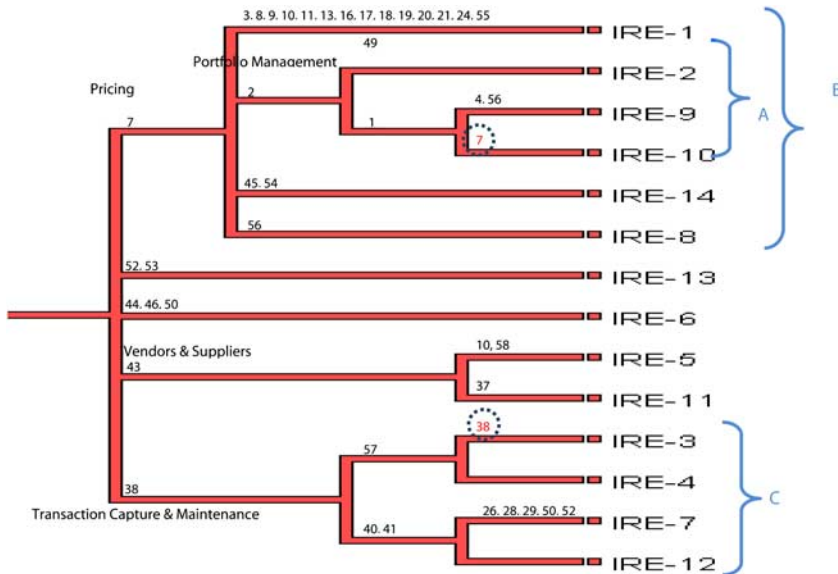 3. 8. 9. 10. 11. 13. 16. 17. 18. 19. 20. 21. 24. 55
IRE-1
49
Portfolio Management
IRE-2
Pricing
2
4. 56
IRE-9
A
B
7
1
7
IRE-10
45. 54
IRE-14
56
IRE-8
52. 53
IRE-13
44. 46. 50
IRE-6
Vendors & Suppliers
10, 58
IRE-5
43
37
IRE-11
38
IRE-3
57
IRE-4
C
38
26. 28. 29. 50. 52
IRE-7
Transaction Capture & Maintenance
40. 41
IRE-12